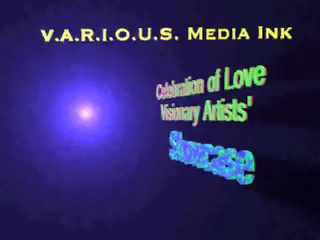 V.A.R.I.O.U.S. Media Ink
Celebration of Love
Visionary Artists'
Showcase